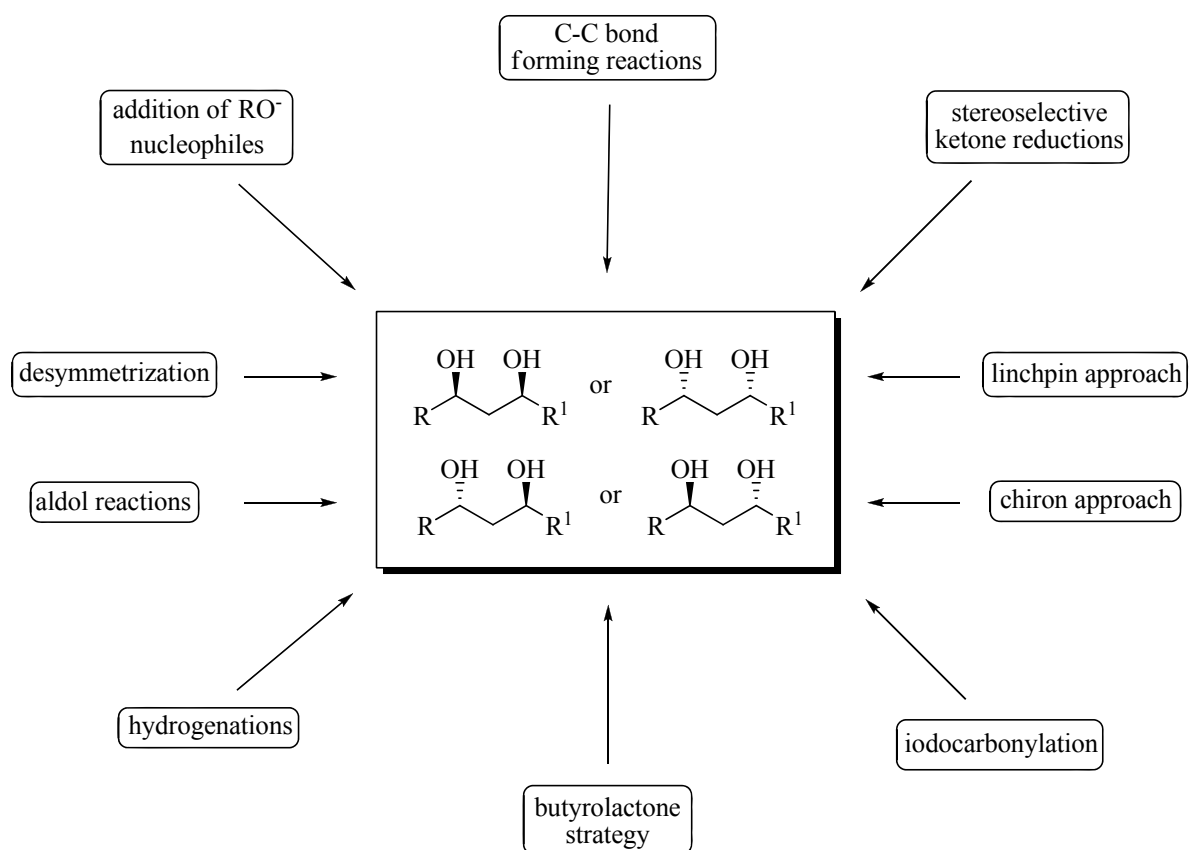 C-C bond
forming reactions
addition of RO⁻
nucleophiles
stereoselective
ketone reductions
OH OH OH OH
R R¹ or R R¹
desymmetrization
linchpin approach
OH OH OH OH
R R¹ or R R¹
aldol reactions
chiron approach
hydrogenations
iodocarbonylation
butyrolactone
strategy